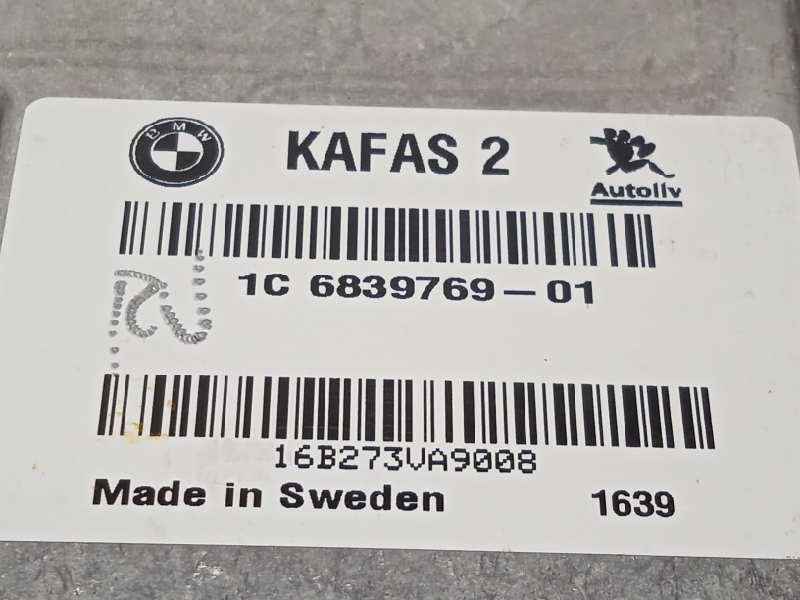 BMW
KAFAS 2
Autoliv
1C 6839769-01
16B273VA9008
Made in Sweden
1639